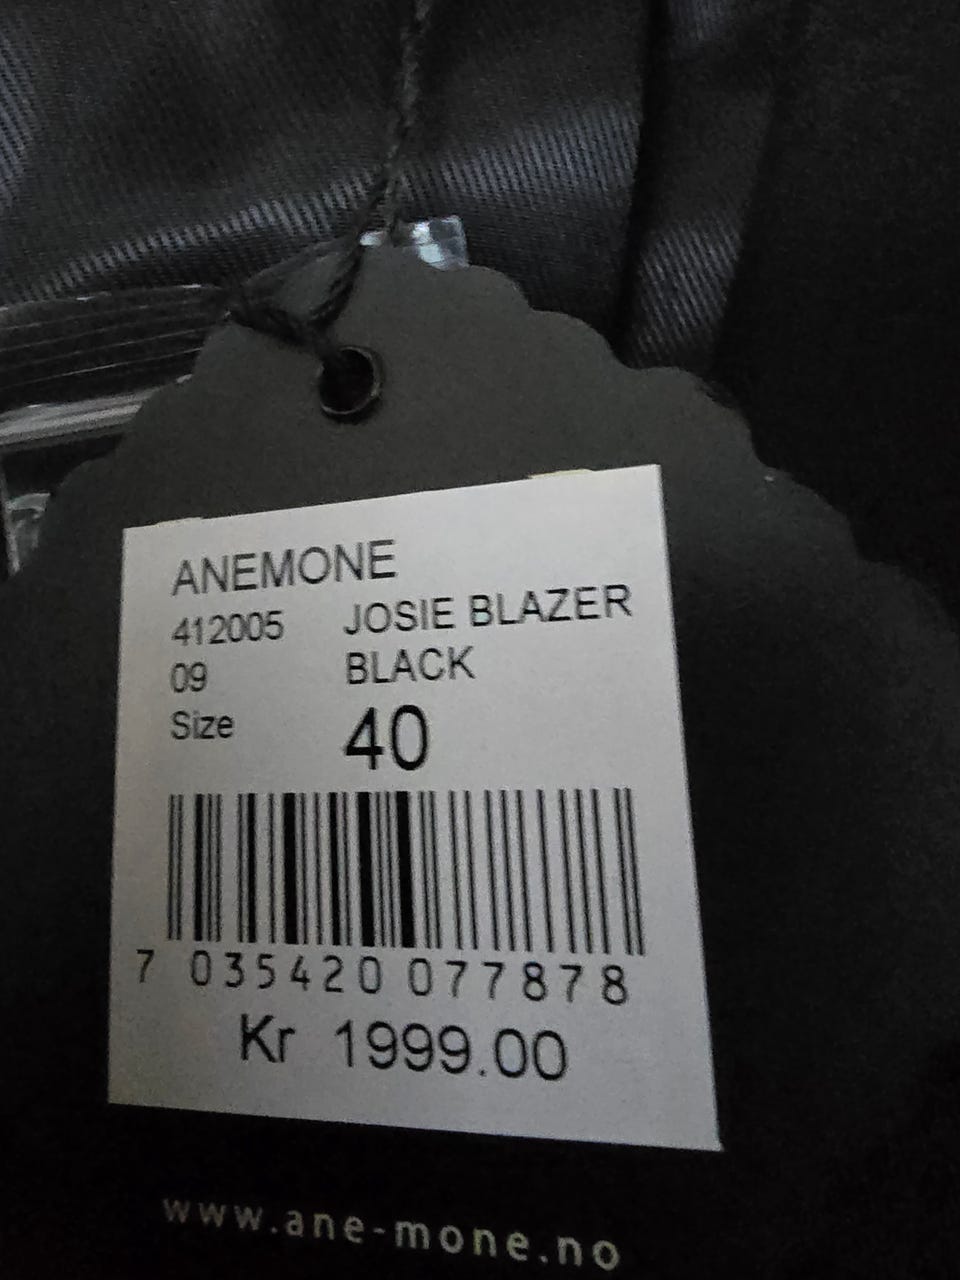 ANEMONE
412005 JOSIE BLAZER
09 BLACK
Size 40
7 035420 077878
Kr 1999.00
www.ane-mone.no